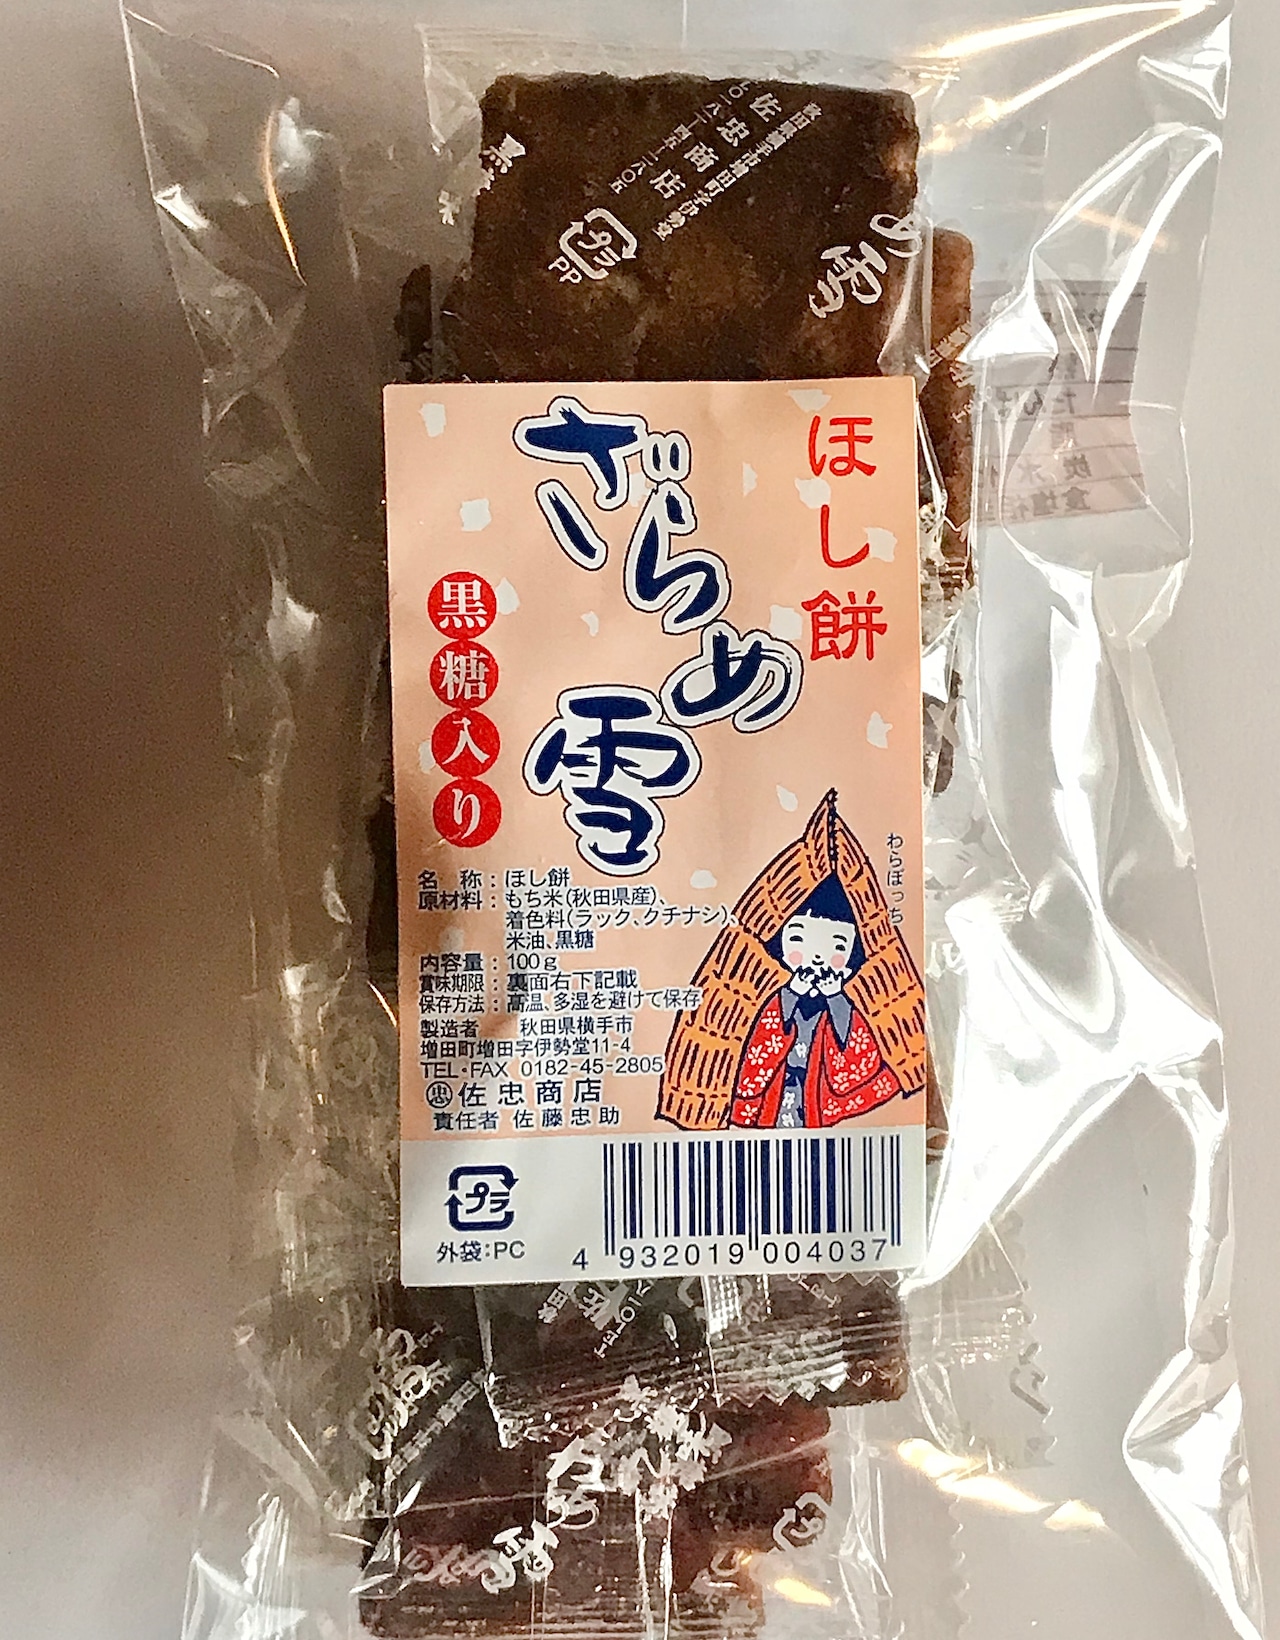 佐忠商店
プラ
PP
め雪
ほし餅
ざらめ雪
黒糖入り
わらぼっち
名 称:ほし餅
原材料:もち米(秋田県産)、
着色料(ラック、クチナシ)、
米油、黒糖
内容量:100g
賞味期限:裏面右下記載
保存方法:高温、多湿を避けて保存
製造者 秋田県横手市
増田町増田字伊勢堂11-4
TEL・FAX 0182-45-2805
忠 佐忠商店
責任者 佐藤忠助
プラ
外袋:PC
4 932019 004037